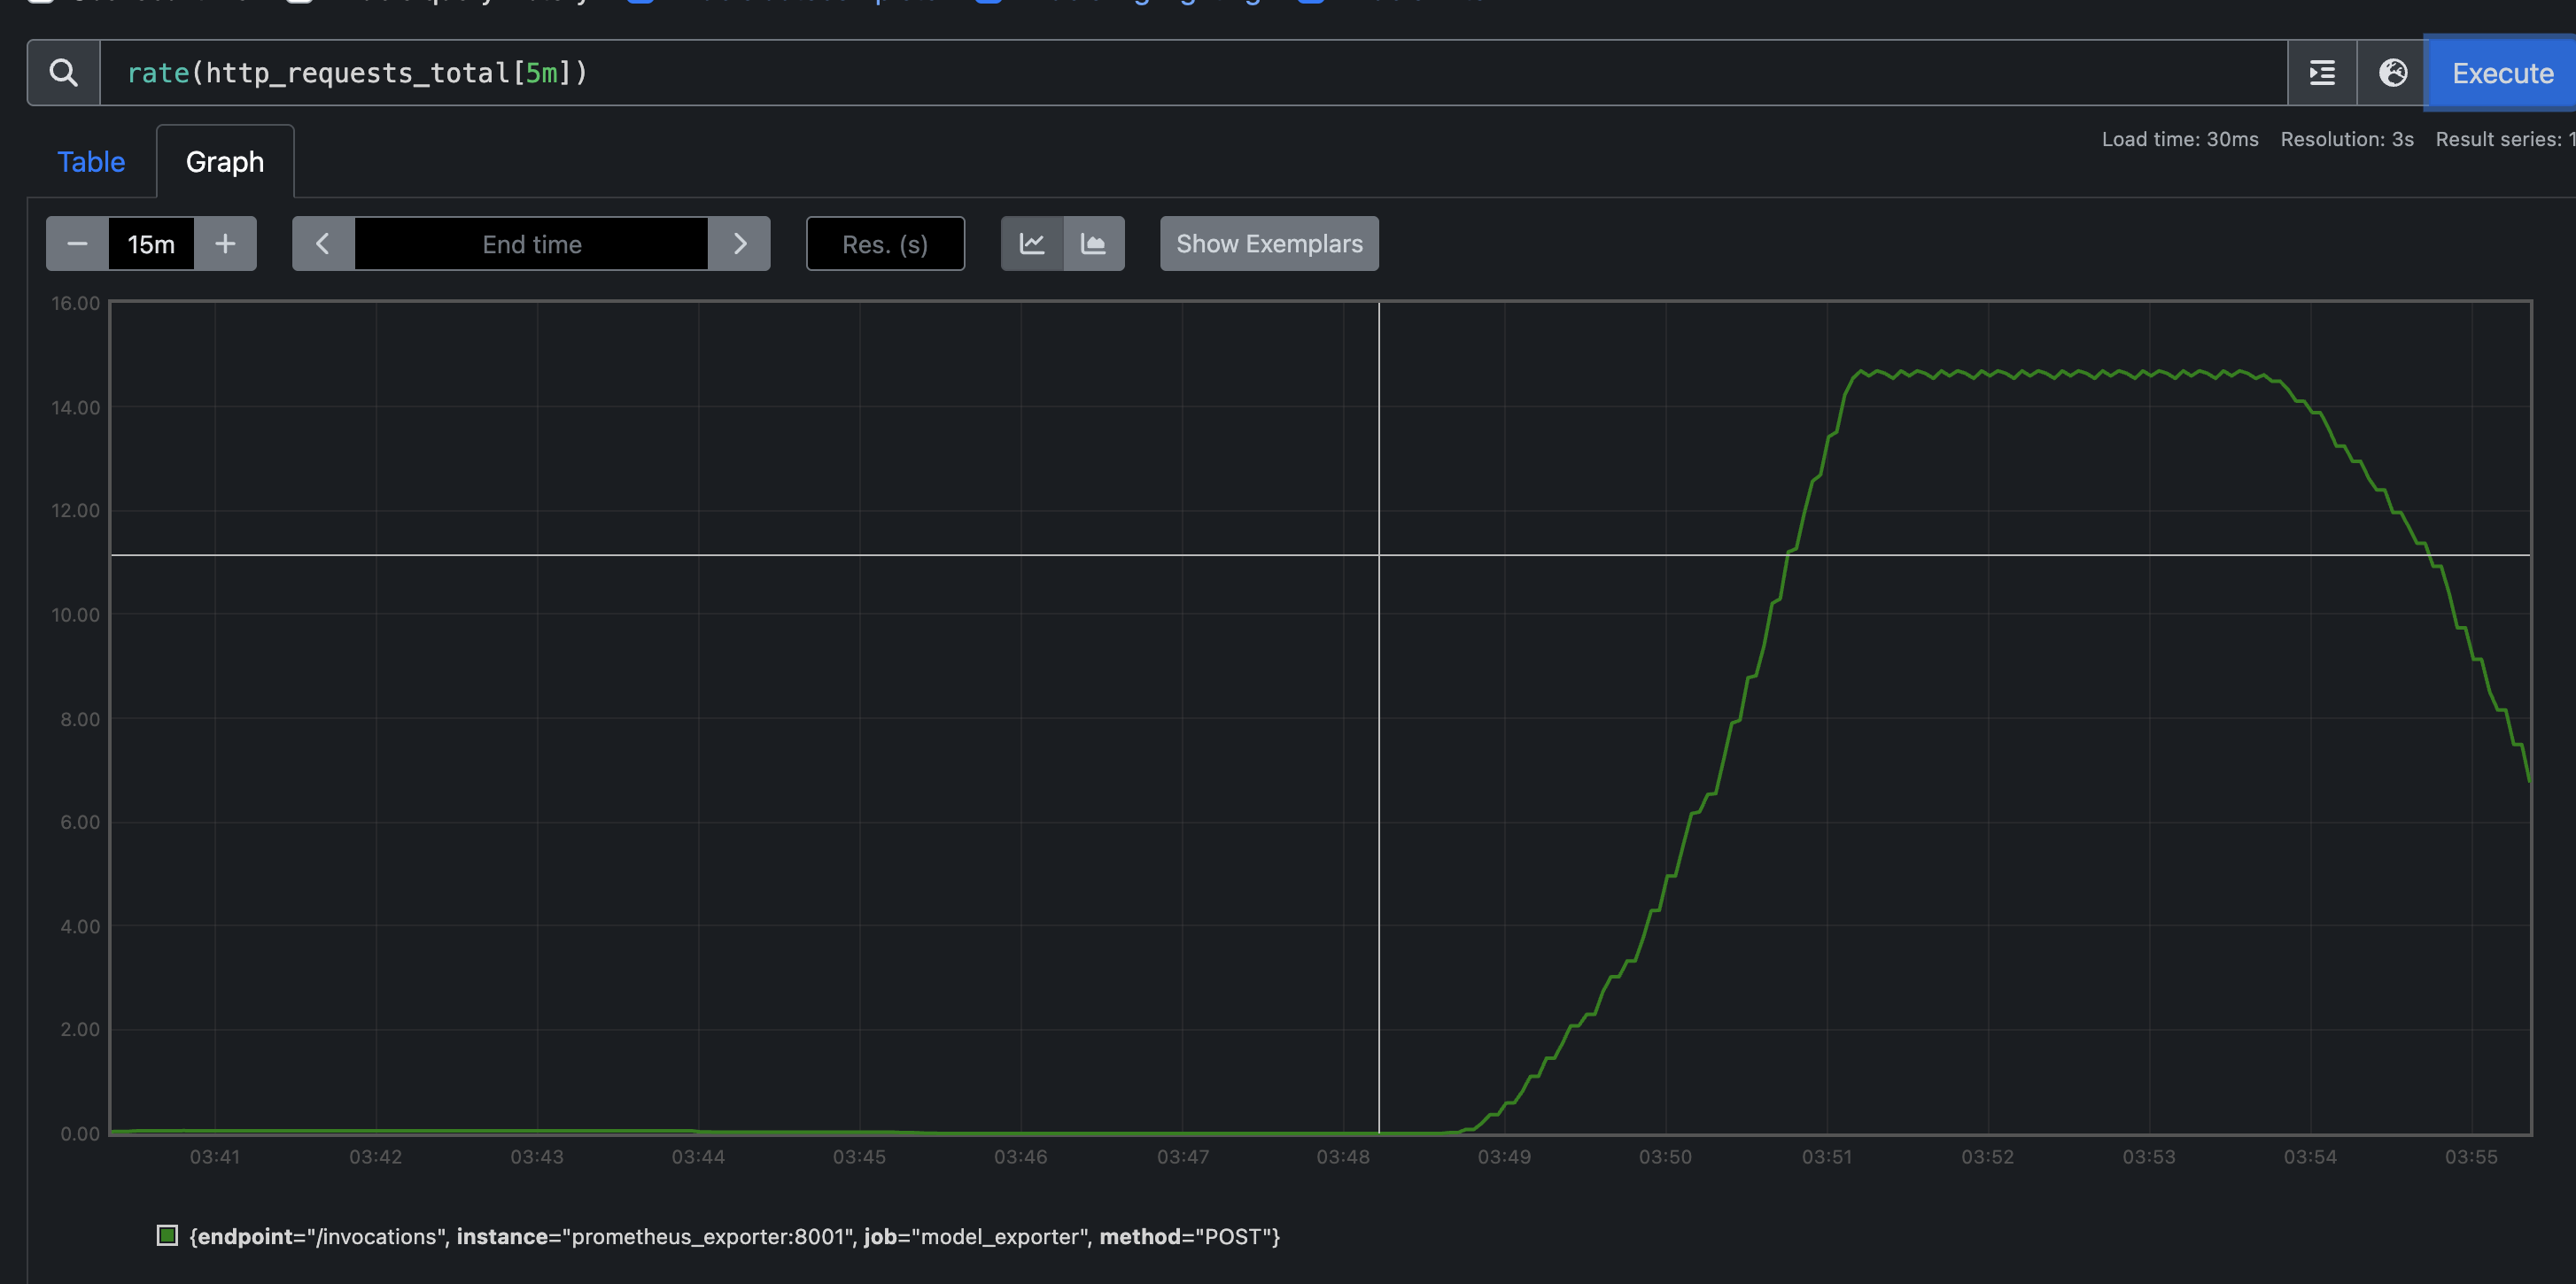 rate(http_requests_total[5m])
Execute
Load time: 30ms Resolution: 3s Result series: 1
Table
Graph
15m
End time
Res. (s)
Show Exemplars
16.00
14.00
12.00
10.00
8.00
6.00
4.00
2.00
0.00
03:41 03:42 03:43 03:44 03:45 03:46 03:47 03:48 03:49 03:50 03:51 03:52 03:53 03:54 03:55
{endpoint="/invocations", instance="prometheus_exporter:8001", job="model_exporter", method="POST"}